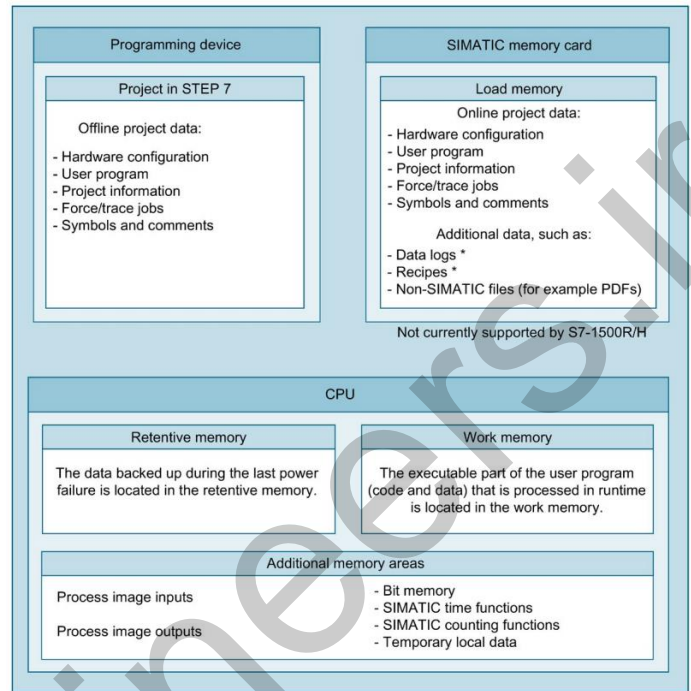 Programming device
Project in STEP 7
Offline project data:
- Hardware configuration
- User program
- Project information
- Force/trace jobs
- Symbols and comments
SIMATIC memory card
Load memory
Online project data:
- Hardware configuration
- User program
- Project information
- Force/trace jobs
- Symbols and comments
Additional data, such as:
- Data logs *
- Recipes *
- Non-SIMATIC files (for example PDFs)
Not currently supported by S7-1500R/H
CPU
Retentive memory
The data backed up during the last power
failure is located in the retentive memory.
Work memory
The executable part of the user program
(code and data) that is processed in runtime
is located in the work memory.
Additional memory areas
Process image inputs
Process image outputs
- Bit memory
- SIMATIC time functions
- SIMATIC counting functions
- Temporary local data